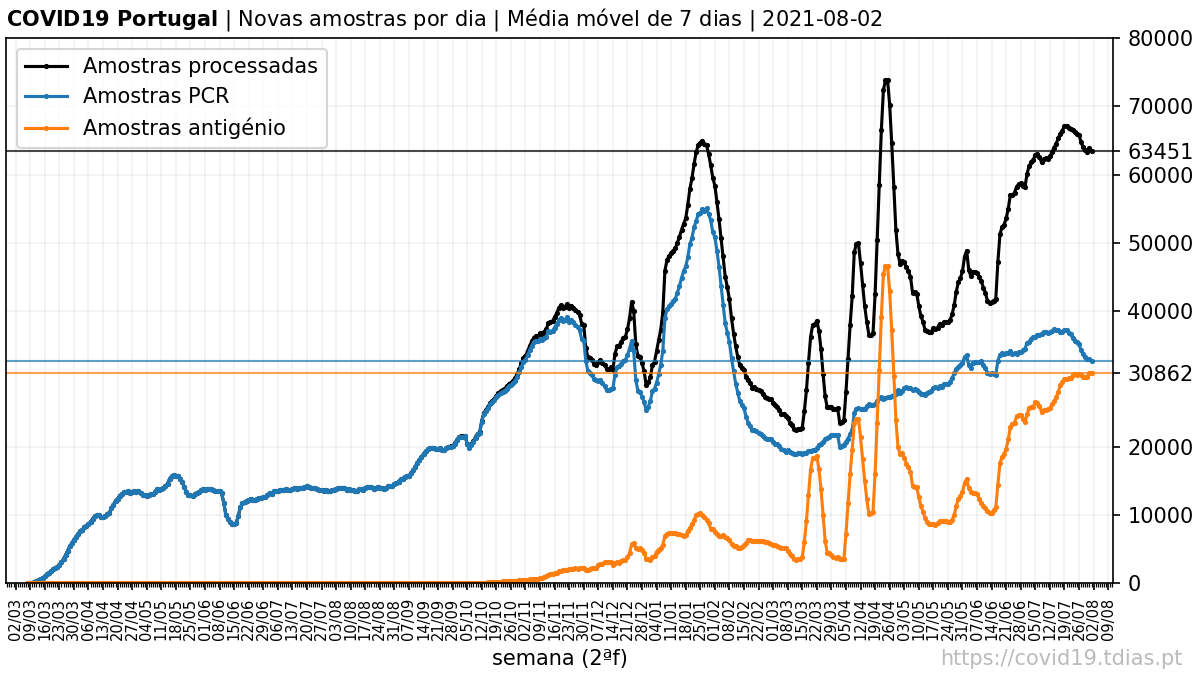 COVID19 Portugal | Novas amostras por dia | Média móvel de 7 dias | 2021-08-02
Amostras processadas
Amostras PCR
Amostras antigénio
80000
70000
63451
60000
50000
40000
30862
20000
10000
0
02/03 09/03 16/03 23/03 30/03 06/04 13/04 20/04 27/04 04/05 11/05 18/05 25/05 01/06 08/06 15/06 22/06 29/06 06/07 13/07 20/07 27/07 03/08 10/08 17/08 24/08 31/08 07/09 14/09 21/09 28/09 05/10 12/10 19/10 26/10 02/11 09/11 16/11 23/11 30/11 07/12 14/12 21/12 28/12 04/01 11/01 18/01 25/01 01/02 08/02 15/02 22/02 01/03 08/03 15/03 22/03 29/03 05/04 12/04 19/04 26/04 03/05 10/05 17/05 24/05 31/05 07/06 14/06 21/06 28/06 05/07 12/07 19/07 26/07 02/08 09/08
semana (2ªf)
https://covid19.tdias.pt